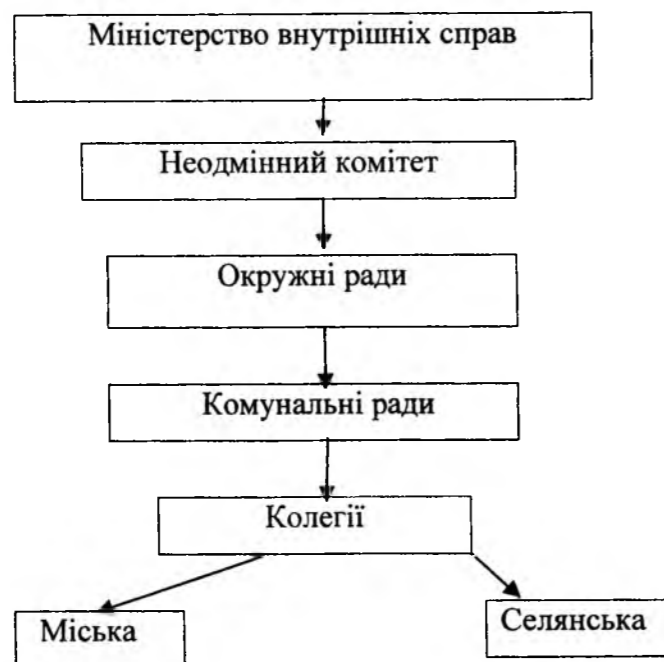 Міністерство внутрішніх справ
Неодмінний комітет
Окружні ради
Комунальні ради
Колегії
Міська
Селянська